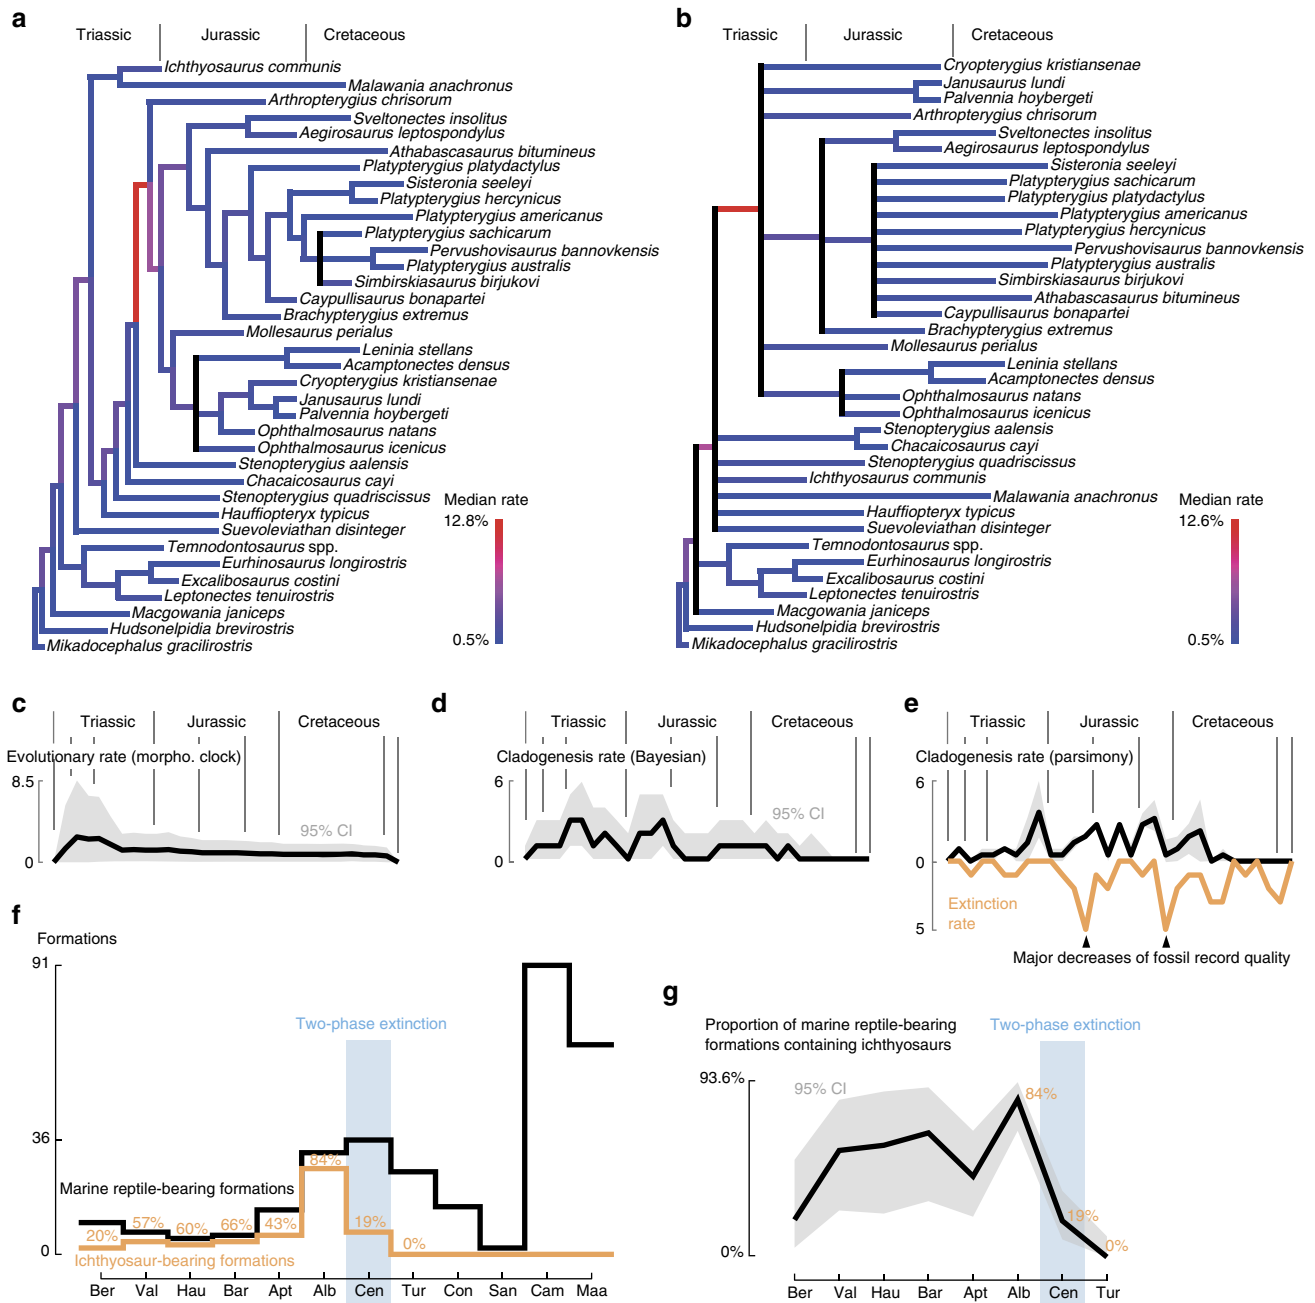 a
Triassic
Jurassic
Cretaceous
Ichthyosaurus communis
Malawania anachronus
Arthropterygius chrisorum
Sveltonectes insolitus
Aegirosaurus leptospondylus
Athabascasaurus bitumineus
Platypterygius platydactylus
Sisteronia seeleyi
Platypterygius hercynicus
Platypterygius americanus
Platypterygius sachicarum
Pervushovisaurus bannovkensis
Platypterygius australis
Simbirskiasaurus birjukovi
Caypullisaurus bonapartei
Brachypterygius extremus
Mollesaurus perialus
Leninia stellans
Acamptonectes densus
Cryopterygius kristiansenae
Janusaurus lundi
Palvennia hoybergeti
Ophthalmosaurus natans
Ophthalmosaurus icenicus
Stenopterygius aalensis
Chacaicosaurus cayi
Stenopterygius quadriscissus
Hauffiopteryx typicus
Suevoleviathan disinteger
Temnodontosaurus spp.
Eurhinosaurus longirostris
Excalibosaurus costini
Leptonectes tenuirostris
Macgowania janiceps
Hudsonelpidia brevirostris
Mikadocephalus gracilirostris
Median rate
12.8%
0.5%
b
Triassic
Jurassic
Cretaceous
Cryopterygius kristiansenae
Janusaurus lundi
Palvennia hoybergeti
Arthropterygius chrisorum
Sveltonectes insolitus
Aegirosaurus leptospondylus
Sisteronia seeleyi
Platypterygius sachicarum
Platypterygius platydactylus
Platypterygius americanus
Platypterygius hercynicus
Pervushovisaurus bannovkensis
Platypterygius australis
Simbirskiasaurus birjukovi
Athabascasaurus bitumineus
Caypullisaurus bonapartei
Brachypterygius extremus
Mollesaurus perialus
Leninia stellans
Acamptonectes densus
Ophthalmosaurus natans
Ophthalmosaurus icenicus
Stenopterygius aalensis
Chacaicosaurus cayi
Stenopterygius quadriscissus
Ichthyosaurus communis
Malawania anachronus
Hauffiopteryx typicus
Suevoleviathan disinteger
Temnodontosaurus spp.
Eurhinosaurus longirostris
Excalibosaurus costini
Leptonectes tenuirostris
Macgowania janiceps
Hudsonelpidia brevirostris
Mikadocephalus gracilirostris
Median rate
12.6%
0.5%
c
Triassic
Jurassic
Cretaceous
Evolutionary rate (morpho. clock)
8.5
95% CI
0
d
Triassic
Jurassic
Cretaceous
Cladogenesis rate (Bayesian)
6
95% CI
0
e
Triassic
Jurassic
Cretaceous
Cladogenesis rate (parsimony)
6
0
Extinction
rate
5
Major decreases of fossil record quality
f
Formations
91
Two-phase extinction
36
84%
Marine reptile-bearing formations
20%
57%
60%
66%
43%
19%
0%
0
Ichthyosaur-bearing formations
Ber
Val
Hau
Bar
Apt
Alb
Cen
Tur
Con
San
Cam
Maa
g
Proportion of marine reptile-bearing
formations containing ichthyosaurs
Two-phase extinction
93.6%
95% CI
84%
19%
0%
0%
Ber
Val
Hau
Bar
Apt
Alb
Cen
Tur